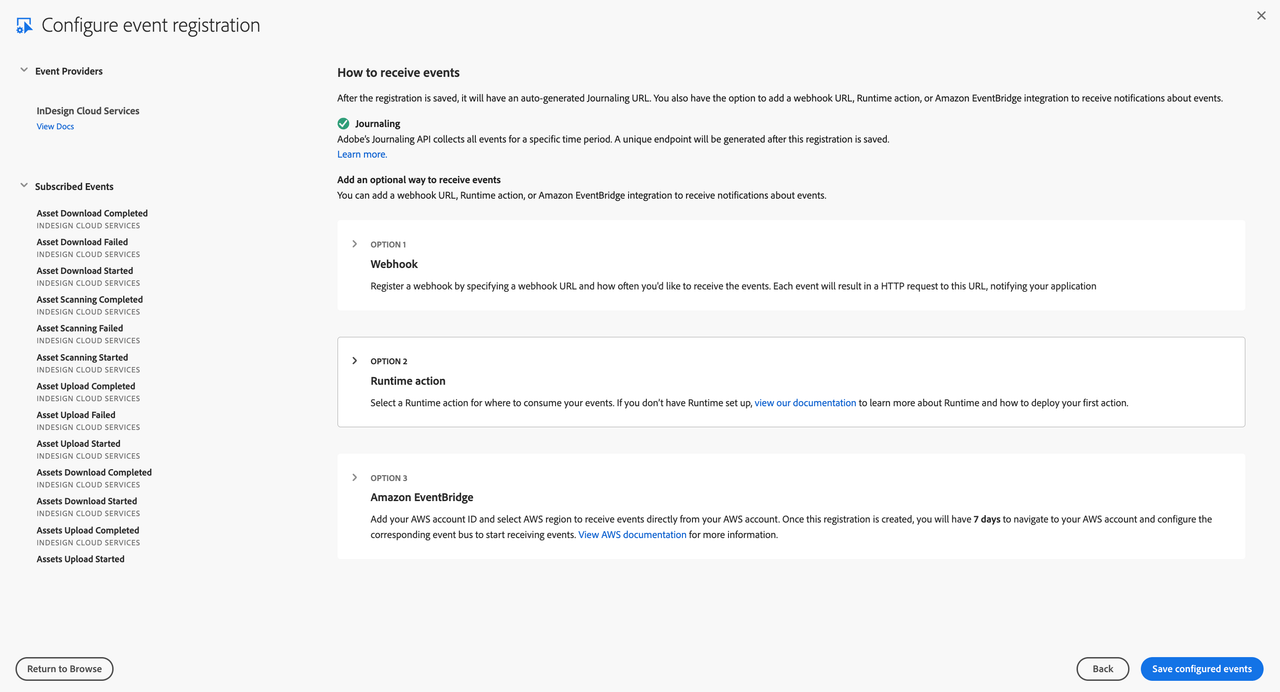 Configure event registration
Event Providers
InDesign Cloud Services
View Docs
Subscribed Events
Asset Download Completed
INDESIGN CLOUD SERVICES
Asset Download Failed
INDESIGN CLOUD SERVICES
Asset Download Started
INDESIGN CLOUD SERVICES
Asset Scanning Completed
INDESIGN CLOUD SERVICES
Asset Scanning Failed
INDESIGN CLOUD SERVICES
Asset Scanning Started
INDESIGN CLOUD SERVICES
Asset Upload Completed
INDESIGN CLOUD SERVICES
Asset Upload Failed
INDESIGN CLOUD SERVICES
Asset Upload Started
INDESIGN CLOUD SERVICES
Assets Download Completed
INDESIGN CLOUD SERVICES
Assets Download Started
INDESIGN CLOUD SERVICES
Assets Upload Completed
INDESIGN CLOUD SERVICES
Assets Upload Started
How to receive events
After the registration is saved, it will have an auto-generated Journaling URL. You also have the option to add a webhook URL, Runtime action, or Amazon EventBridge integration to receive notifications about events.
Journaling
Adobe's Journaling API collects all events for a specific time period. A unique endpoint will be generated after this registration is saved.
Learn more.
Add an optional way to receive events
You can add a webhook URL, Runtime action, or Amazon EventBridge integration to receive notifications about events.
OPTION 1
Webhook
Register a webhook by specifying a webhook URL and how often you'd like to receive the events. Each event will result in a HTTP request to this URL, notifying your application
OPTION 2
Runtime action
Select a Runtime action for where to consume your events. If you don't have Runtime set up, view our documentation to learn more about Runtime and how to deploy your first action.
OPTION 3
Amazon EventBridge
Add your AWS account ID and select AWS region to receive events directly from your AWS account. Once this registration is created, you will have 7 days to navigate to your AWS account and configure the
corresponding event bus to start receiving events. View AWS documentation for more information.
Return to Browse
Back
Save configured events